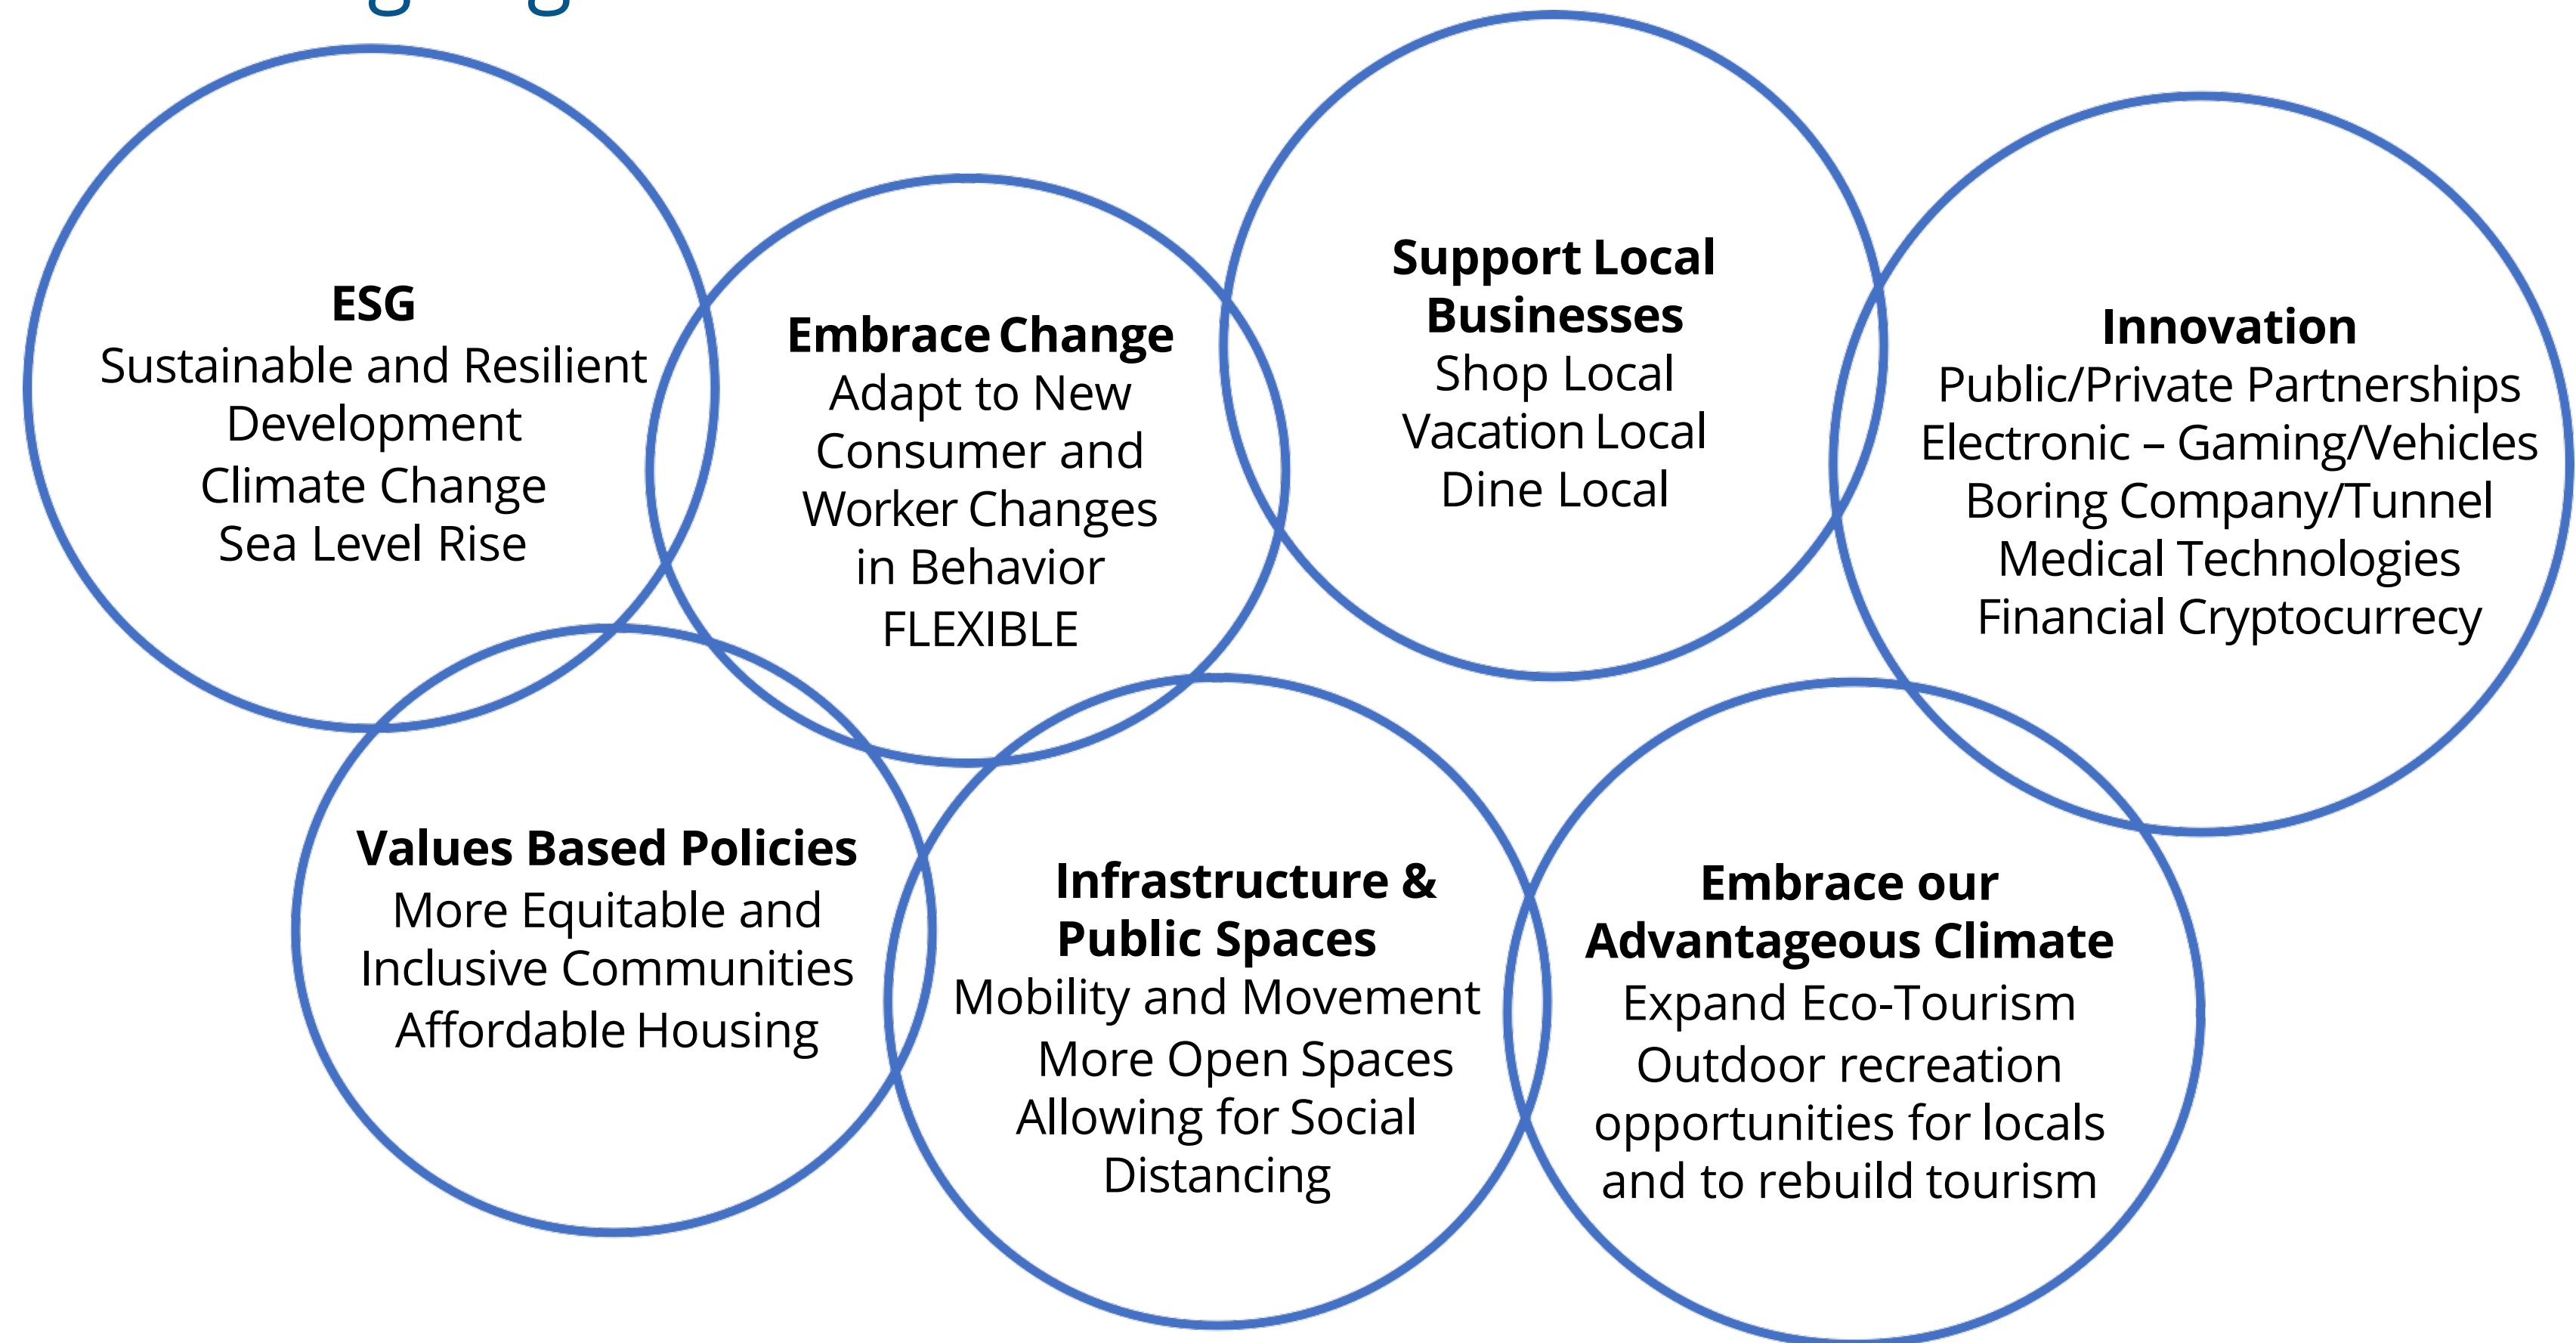 ESG
Sustainable and Resilient
Development
Climate Change
Sea Level Rise
Embrace Change
Adapt to New
Consumer and
Worker Changes
in Behavior
FLEXIBLE
Support Local
Businesses
Shop Local
Vacation Local
Dine Local
Innovation
Public/Private Partnerships
Electronic – Gaming/Vehicles
Boring Company/Tunnel
Medical Technologies
Financial Cryptocurrecy
Values Based Policies
More Equitable and
Inclusive Communities
Affordable Housing
Infrastructure &
Public Spaces
Mobility and Movement
More Open Spaces
Allowing for Social
Distancing
Embrace our
Advantageous Climate
Expand Eco-Tourism
Outdoor recreation
opportunities for locals
and to rebuild tourism